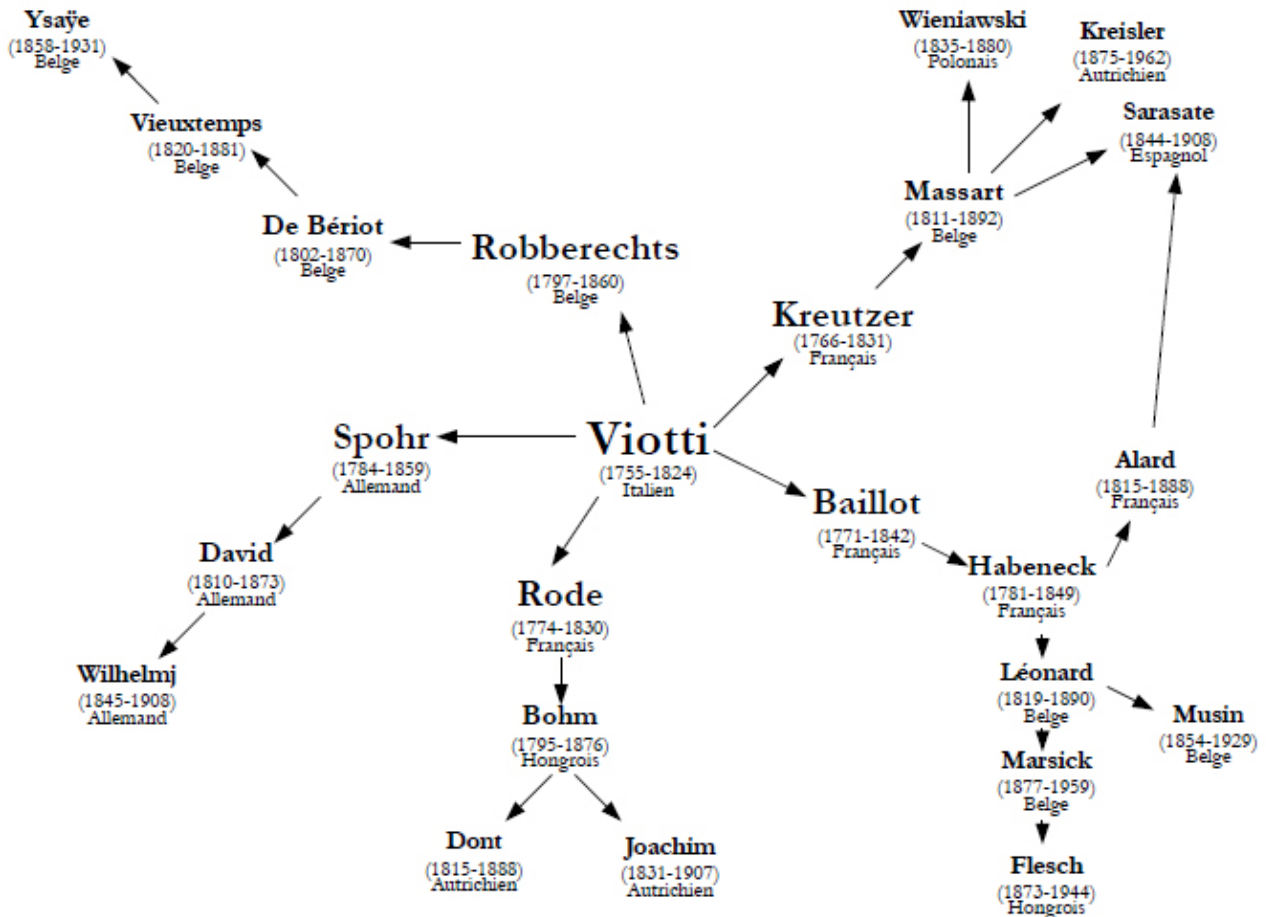 Ysaÿe
(1858-1931)
Belge
Vieuxtemps
(1820-1881)
Belge
De Bériot
(1802-1870)
Belge
Robberechts
(1797-1860)
Belge
Wieniawski
(1835-1880)
Polonais
Kreisler
(1875-1962)
Autrichien
Sarasate
(1844-1908)
Espagnol
Massart
(1811-1892)
Belge
Kreutzer
(1766-1831)
Français
Viotti
(1755-1824)
Italien
Spohr
(1784-1859)
Allemand
David
(1810-1873)
Allemand
Wilhelmj
(1845-1908)
Allemand
Rode
(1774-1830)
Français
Bohm
(1795-1876)
Hongrois
Dont
(1815-1888)
Autrichien
Joachim
(1831-1907)
Autrichien
Baillot
(1771-1842)
Français
Alard
(1815-1888)
Français
Habeneck
(1781-1849)
Français
Léonard
(1819-1890)
Belge
Musin
(1854-1929)
Belge
Marsick
(1877-1959)
Belge
Flesch
(1873-1944)
Hongrois